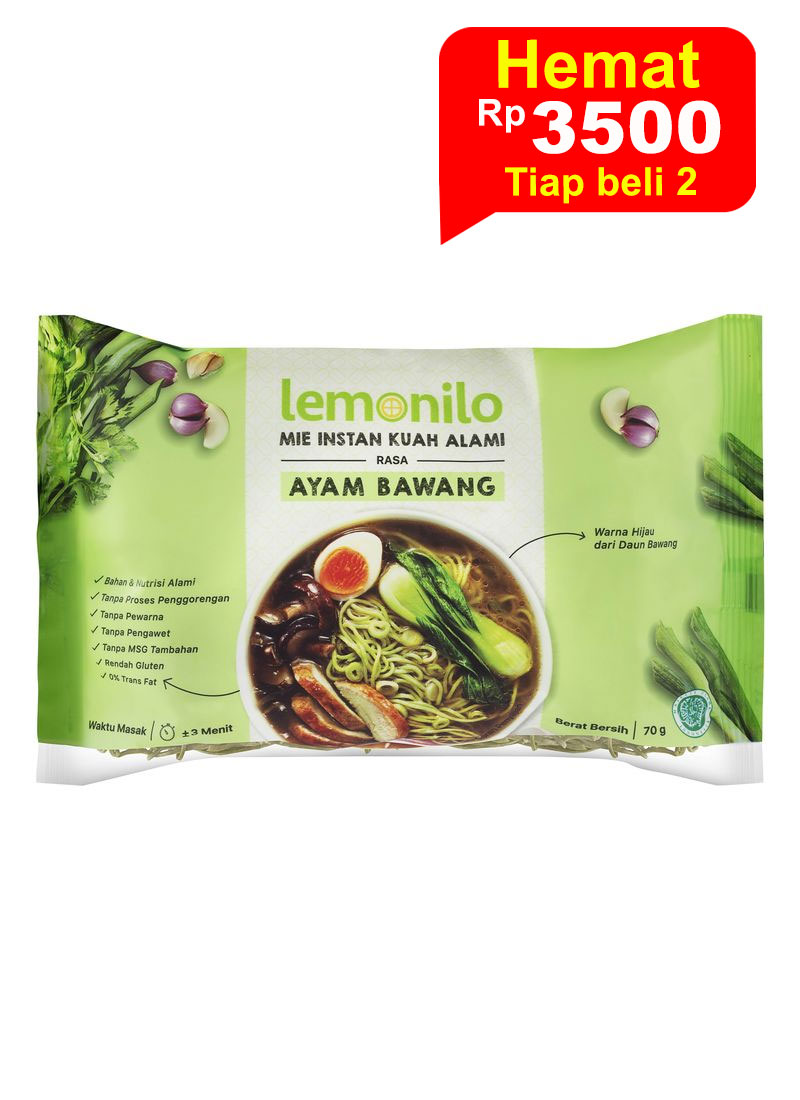 Hemat
Rp 3500
Tiap beli 2
lemonilo
MIE INSTAN KUAH ALAMI
RASA
AYAM BAWANG
Warna Hijau
dari Daun Bawang
✓ Bahan & Nutrisi Alami
✓ Tanpa Proses Penggorengan
✓ Tanpa Pewarna
✓ Tanpa Pengawet
✓ Tanpa MSG Tambahan
✓ Rendah Gluten
✓ 0% Trans Fat
Waktu Masak | ± 3 Menit
Berat Bersih | 70 g